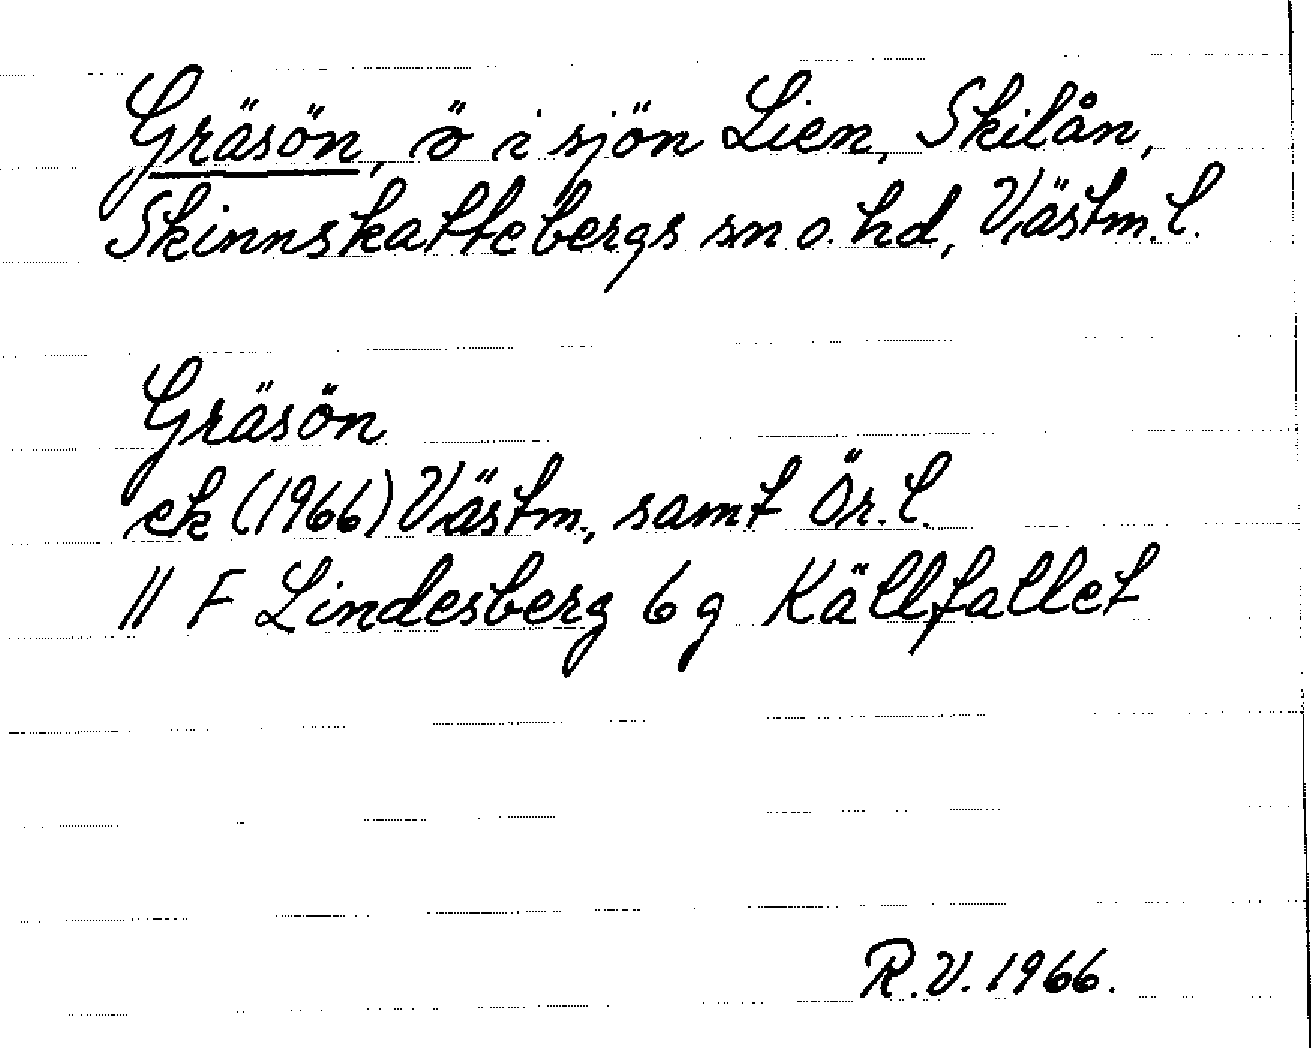 Gräsön, ö i sjön Lien, Skilån,
Skinnskattebergs sn o. hd, Västm. l.
Gräsön
ek (1966) Västm., samt Ör. l.
11 F Lindesberg 6 g Källfallet
R.V. 1966.